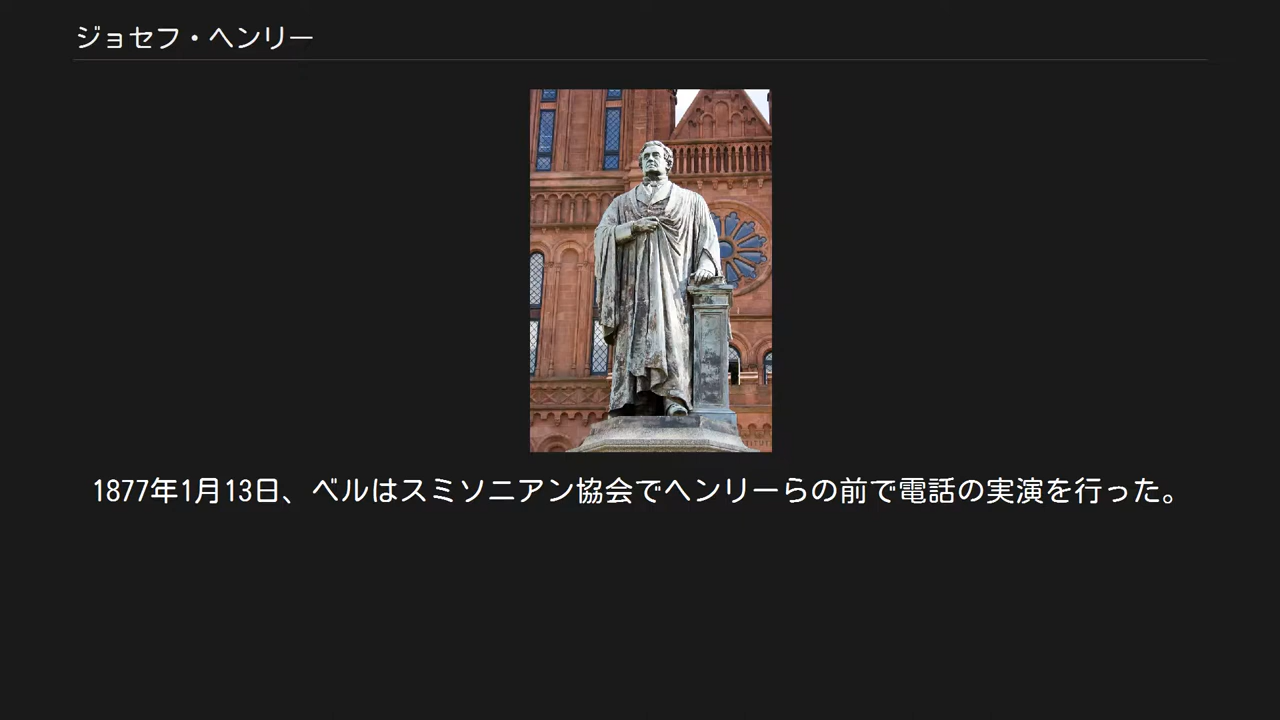 ジョセフ・ヘンリー
1877年1月13日、ベルはスミソニアン協会でヘンリーらの前で電話の実演を行った。